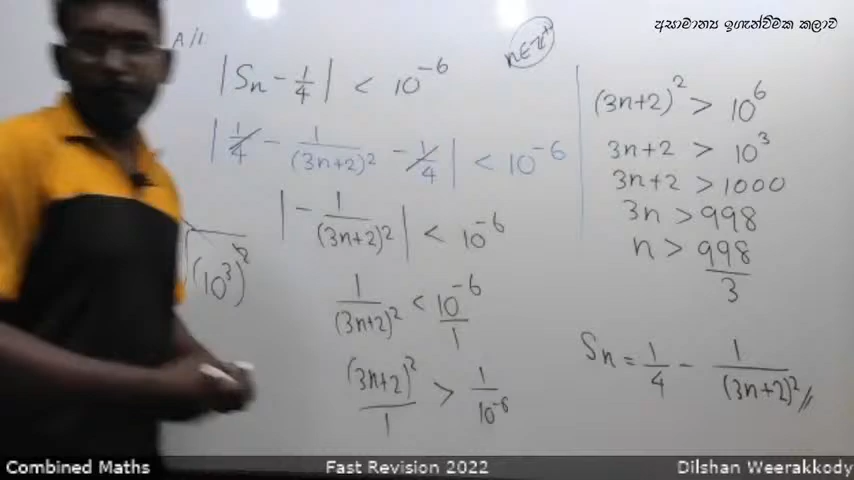 අසාමාන්‍ය ඉගැන්වීමක කලාව
A/L
n∈ℤ⁺
|Sn - 1/4| < 10⁻⁶
|1/4 - 1/(3n+2)² - 1/4| < 10⁻⁶
|- 1/(3n+2)²| < 10⁻⁶
√(10³)²
1/(3n+2)² < 10⁻⁶/1
(3n+2)²/1 > 1/10⁻⁶
(3n+2)² > 10⁶
3n+2 > 10³
3n+2 > 1000
3n > 998
n > 998/3
Sn = 1/4 - 1/(3n+2)² //
Combined Maths
Fast Revision 2022
Dilshan Weerakkody